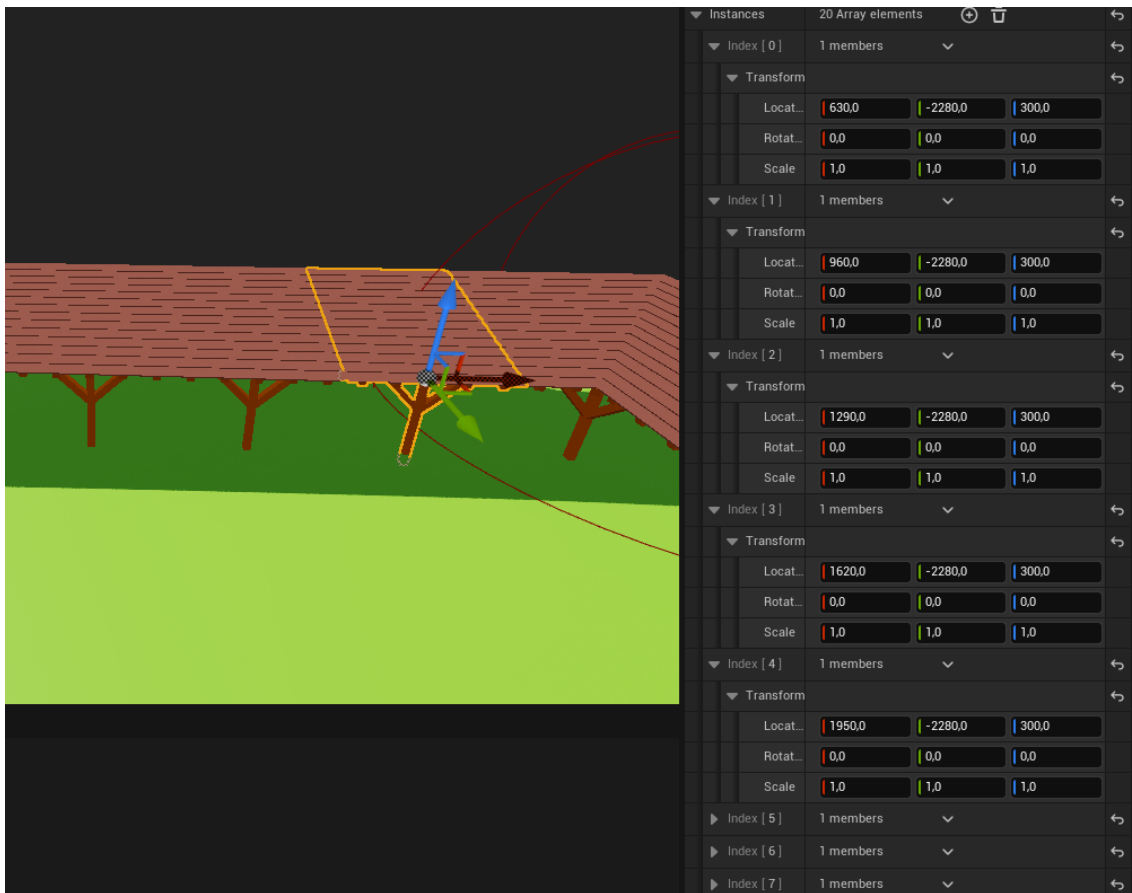 Instances 20 Array elements
Index [ 0 ] 1 members
Transform
Locat... 630,0 -2280,0 300,0
Rotat... 0,0 0,0 0,0
Scale 1,0 1,0 1,0
Index [ 1 ] 1 members
Transform
Locat... 960,0 -2280,0 300,0
Rotat... 0,0 0,0 0,0
Scale 1,0 1,0 1,0
Index [ 2 ] 1 members
Transform
Locat... 1290,0 -2280,0 300,0
Rotat... 0,0 0,0 0,0
Scale 1,0 1,0 1,0
Index [ 3 ] 1 members
Transform
Locat... 1620,0 -2280,0 300,0
Rotat... 0,0 0,0 0,0
Scale 1,0 1,0 1,0
Index [ 4 ] 1 members
Transform
Locat... 1950,0 -2280,0 300,0
Rotat... 0,0 0,0 0,0
Scale 1,0 1,0 1,0
Index [ 5 ] 1 members
Index [ 6 ] 1 members
Index [ 7 ] 1 members